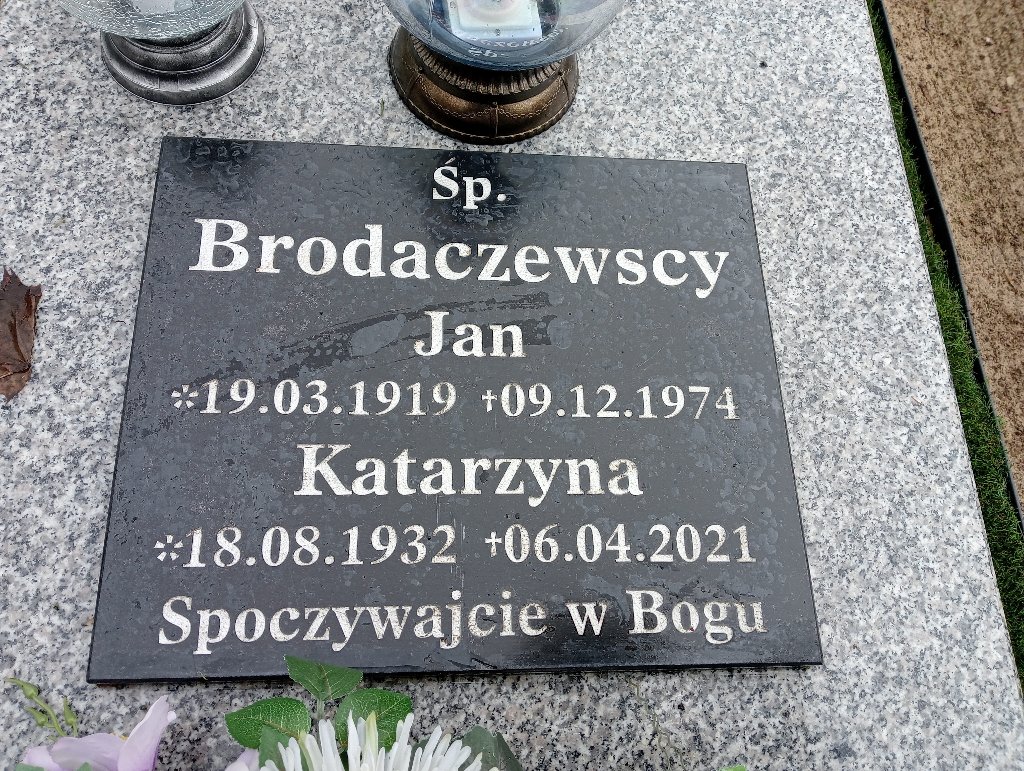 Śp.
Brodaczewscy
Jan
*19.03.1919 †09.12.1974
Katarzyna
*18.08.1932 †06.04.2021
Spoczywajcie w Bogu